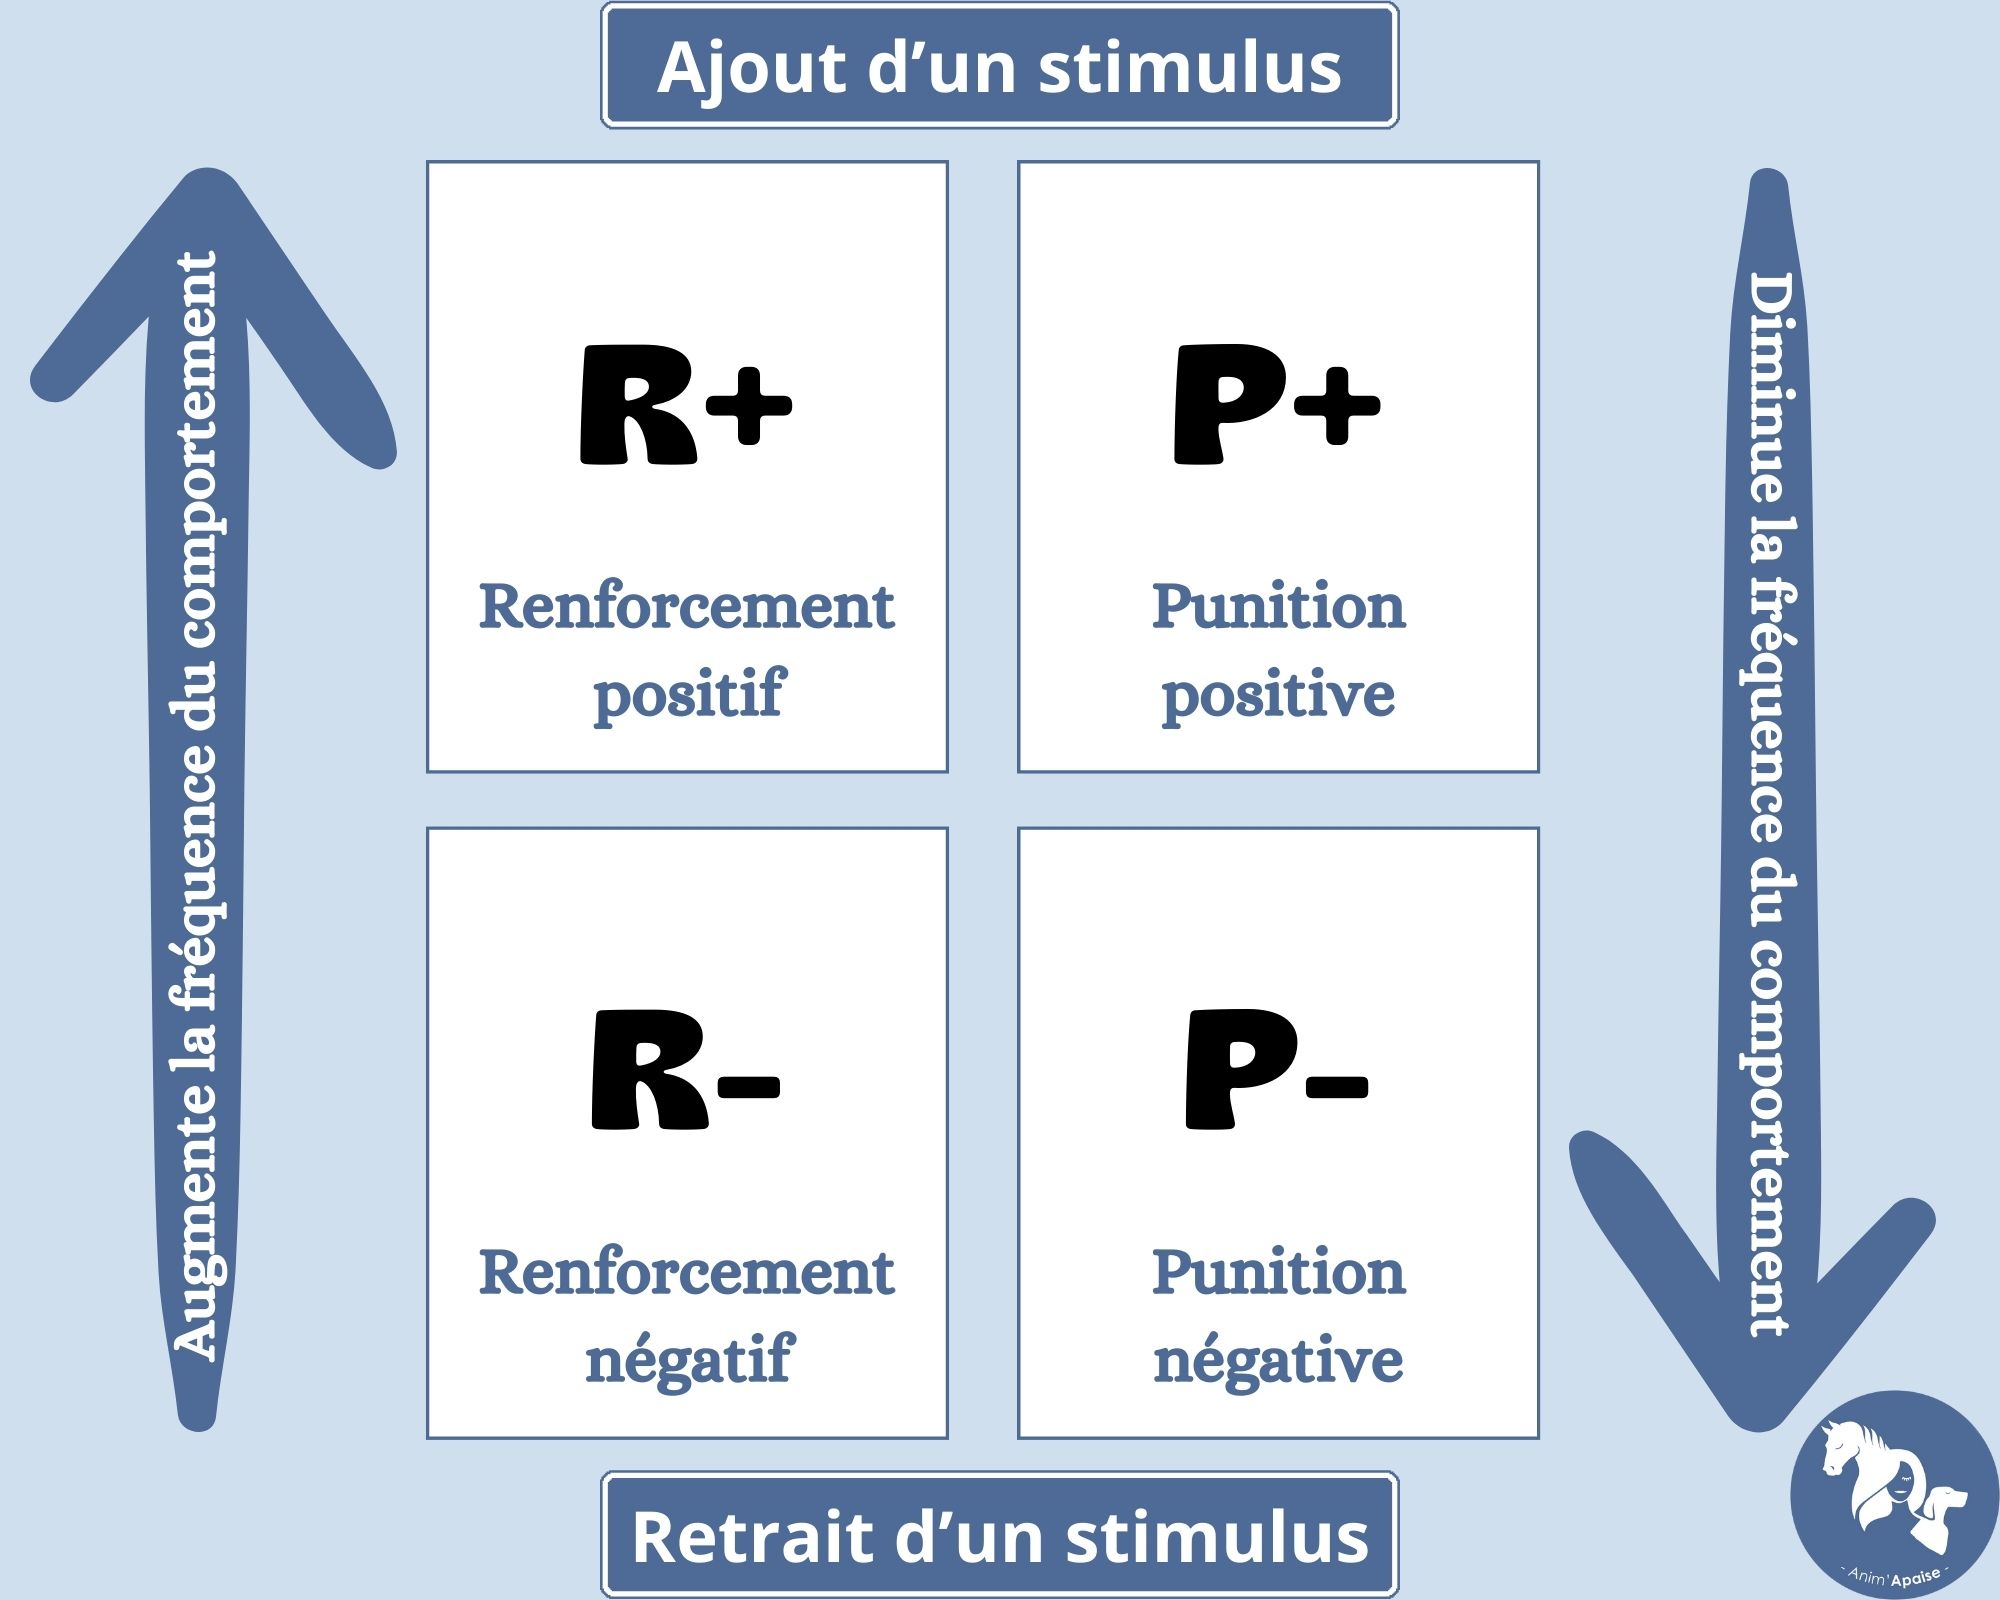 Ajout d’un stimulus
Augmente la fréquence du comportement
R+
Renforcement
positif
P+
Punition
positive
Diminue la fréquence du comportement
R-
Renforcement
négatif
P-
Punition
négative
Retrait d’un stimulus
- Anim'Apaise -